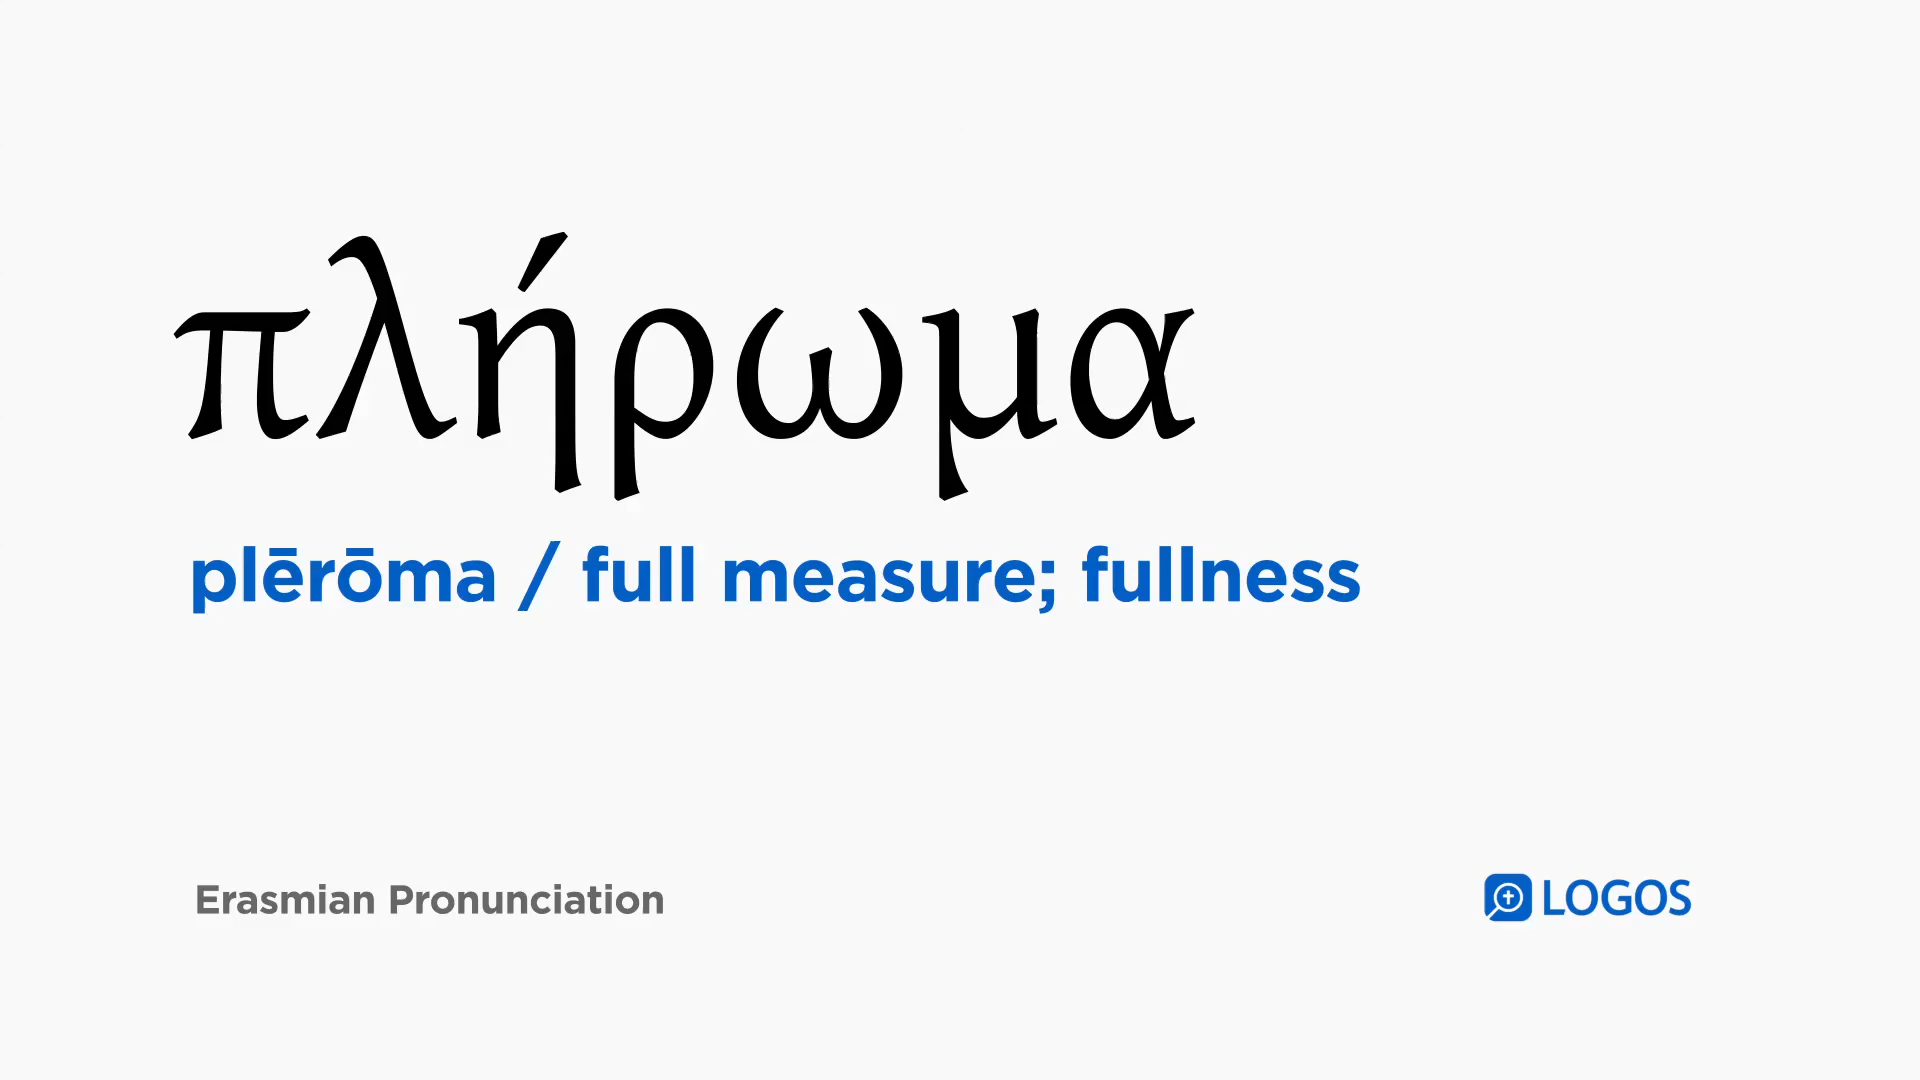 πλήρωμα
plērōma / full measure; fullness
Erasmian Pronunciation
LOGOS